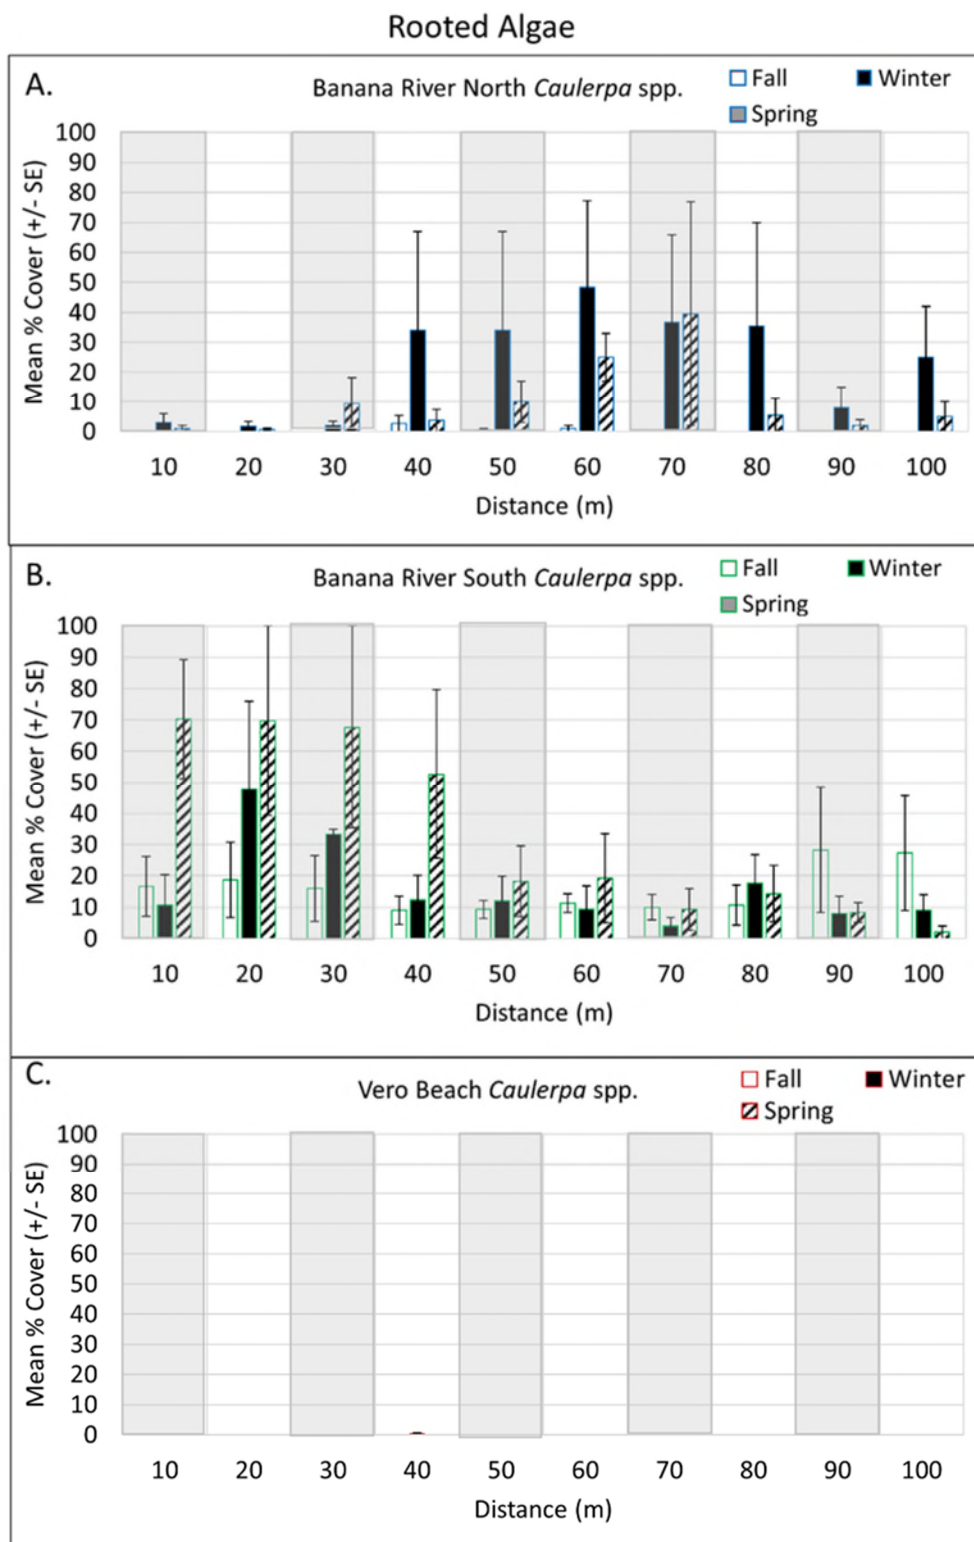 Rooted Algae
A.
Banana River North Caulerpa spp.
Fall Winter
Spring
Mean % Cover (+/- SE)
100
90
80
70
60
50
40
30
20
10
0
10 20 30 40 50 60 70 80 90 100
Distance (m)
B.
Banana River South Caulerpa spp.
Fall Winter
Spring
Mean % Cover (+/- SE)
100
90
80
70
60
50
40
30
20
10
0
10 20 30 40 50 60 70 80 90 100
Distance (m)
C.
Vero Beach Caulerpa spp.
Fall Winter
Spring
Mean % Cover (+/- SE)
100
90
80
70
60
50
40
30
20
10
0
10 20 30 40 50 60 70 80 90 100
Distance (m)